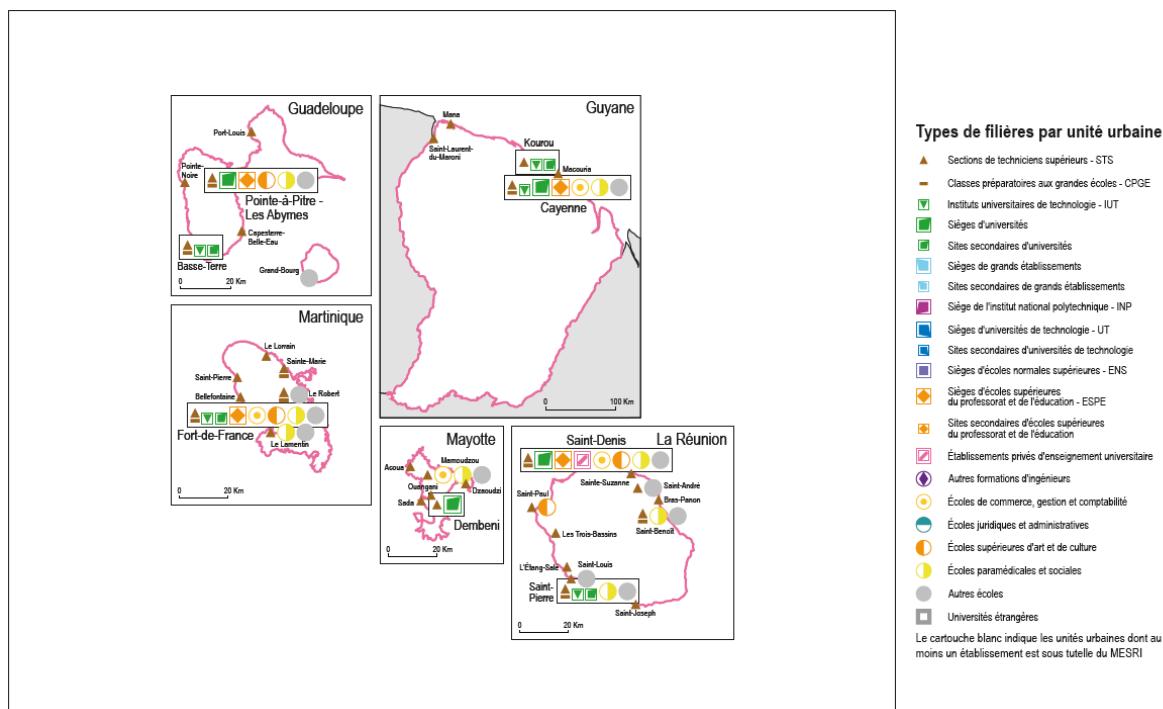 Guadeloupe
Port-Louis
Pointe-
Noire
Pointe-à-Pitre -
Les Abymes
Capesterre-
Belle-Eau
Basse-Terre
Grand-Bourg
0 20 Km
Guyane
Mana
Saint-Laurent-
du-Maroni
Kourou
Macouria
Cayenne
0 100 Km
Martinique
Le Lorrain
Sainte-Marie
Saint-Pierre
Bellefontaine
Le Robert
Fort-de-France
Le Lamentin
0 20 Km
Mayotte
Acoua
Mamoudzou
Ouangani
Dzaoudzi
Sada
Dembeni
0 20 Km
Saint-Denis
La Réunion
Sainte-Suzanne
Saint-André
Saint-Paul
Bras-Panon
Saint-Benoît
Les Trois-Bassins
L'Étang-Salé
Saint-Louis
Saint-
Pierre
Saint-Joseph
0 20 Km
Types de filières par unité urbaine
Sections de techniciens supérieurs - STS
Classes préparatoires aux grandes écoles - CPGE
Instituts universitaires de technologie - IUT
Sièges d'universités
Sites secondaires d'universités
Sièges de grands établissements
Sites secondaires de grands établissements
Siège de l'institut national polytechnique - INP
Sièges d'universités de technologie - UT
Sites secondaires d'universités de technologie
Sièges d'écoles normales supérieures - ENS
Sièges d'écoles supérieures
du professorat et de l'éducation - ESPE
Sites secondaires d'écoles supérieures
du professorat et de l'éducation
Établissements privés d'enseignement universitaire
Autres formations d'ingénieurs
Écoles de commerce, gestion et comptabilité
Écoles juridiques et administratives
Écoles supérieures d'art et de culture
Écoles paramédicales et sociales
Autres écoles
Universités étrangères
Le cartouche blanc indique les unités urbaines dont au
moins un établissement est sous tutelle du MESRI